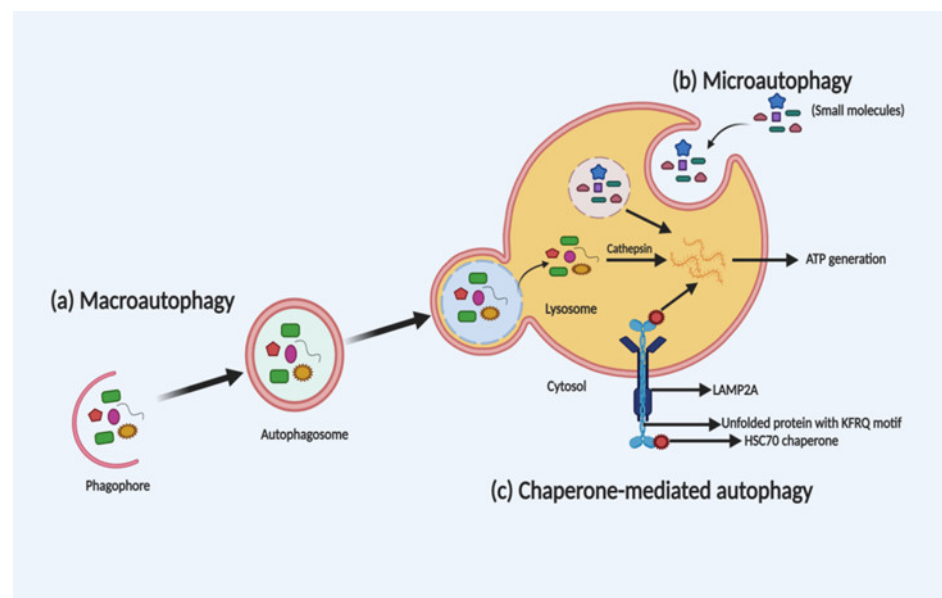 (b) Microautophagy
(Small molecules)
Cathepsin
ATP generation
(a) Macroautophagy
Lysosome
Cytosol
LAMP2A
Autophagosome
Unfolded protein with KFRQ motif
HSC70 chaperone
Phagophore
(c) Chaperone-mediated autophagy